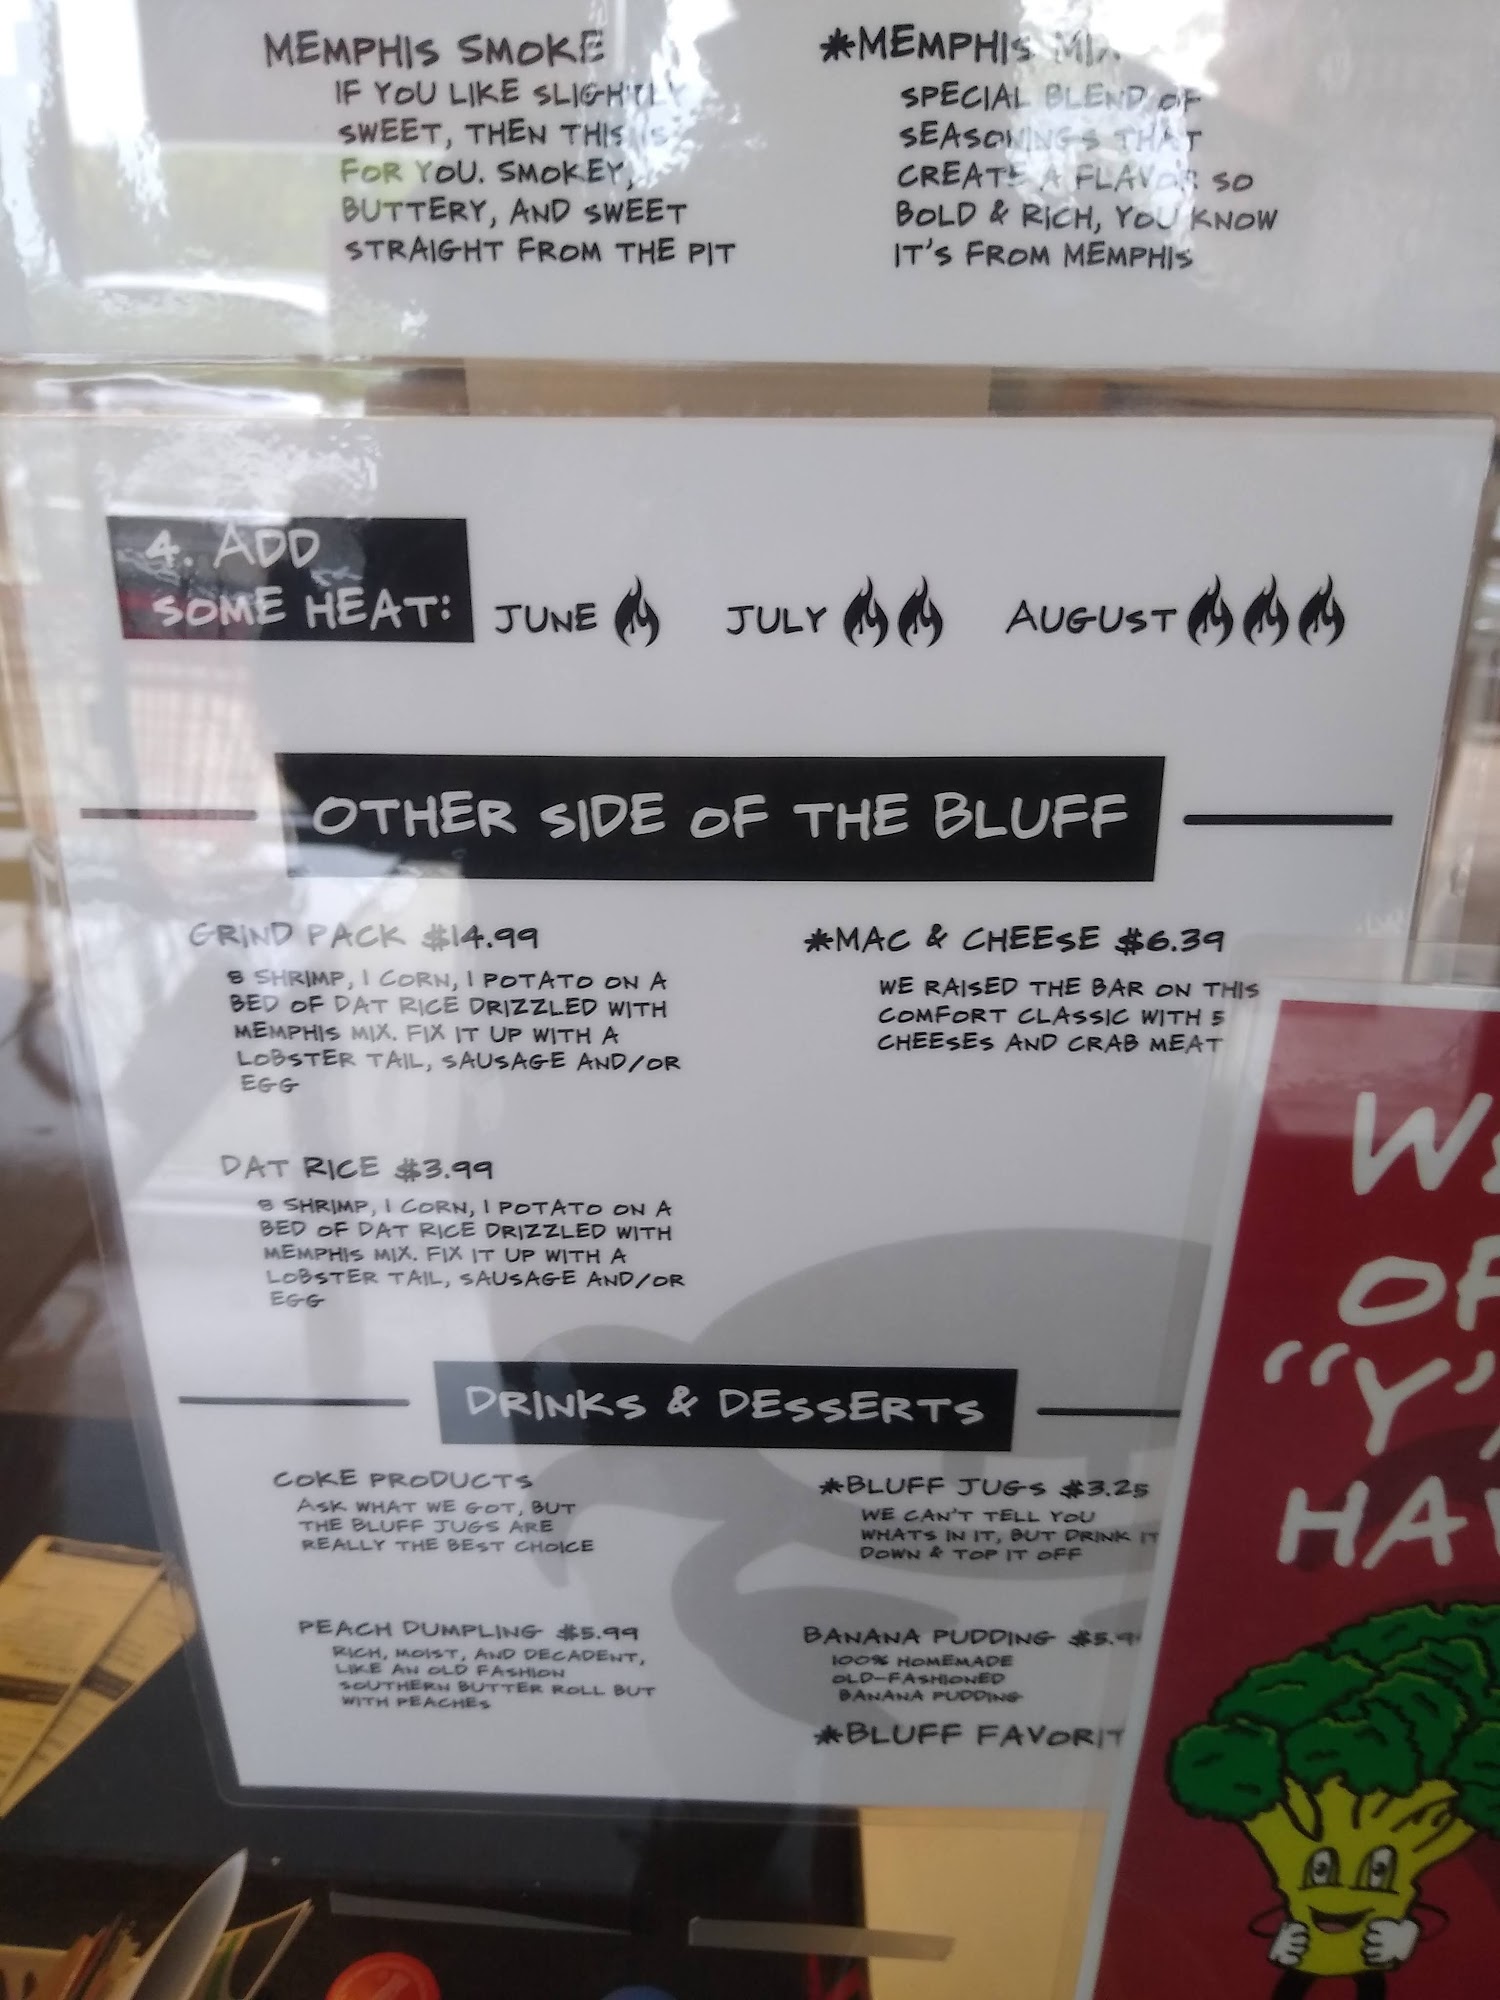 MEMPHIS SMOKE
IF YOU LIKE SLIGHTLY
SWEET, THEN THIS IS
FOR YOU. SMOKEY,
BUTTERY, AND SWEET
STRAIGHT FROM THE PIT
*MEMPHIS MIX
SPECIAL BLEND OF
SEASONINGS THAT
CREATE A FLAVOR SO
BOLD & RICH, YOU KNOW
IT'S FROM MEMPHIS
4. ADD
SOME HEAT:
JUNE
JULY
AUGUST
OTHER SIDE OF THE BLUFF
GRIND PACK $14.99
8 SHRIMP, 1 CORN, 1 POTATO ON A
BED OF DAT RICE DRIZZLED WITH
MEMPHIS MIX. FIX IT UP WITH A
LOBSTER TAIL, SAUSAGE AND/OR
EGG
*MAC & CHEESE $6.39
WE RAISED THE BAR ON THIS
COMFORT CLASSIC WITH 5
CHEESES AND CRAB MEAT
DAT RICE $3.99
8 SHRIMP, 1 CORN, 1 POTATO ON A
BED OF DAT RICE DRIZZLED WITH
MEMPHIS MIX. FIX IT UP WITH A
LOBSTER TAIL, SAUSAGE AND/OR
EGG
DRINKS & DESSERTS
COKE PRODUCTS
ASK WHAT WE GOT, BUT
THE BLUFF JUGS ARE
REALLY THE BEST CHOICE
*BLUFF JUGS $3.25
WE CAN'T TELL YOU
WHATS IN IT, BUT DRINK IT
DOWN & TOP IT OFF
PEACH DUMPLING $5.99
RICH, MOIST, AND DECADENT,
LIKE AN OLD FASHION
SOUTHERN BUTTER ROLL BUT
WITH PEACHES
BANANA PUDDING $5.9
100% HOMEMADE
OLD-FASHIONED
BANANA PUDDING
*BLUFF FAVORIT
"Y'
HAV